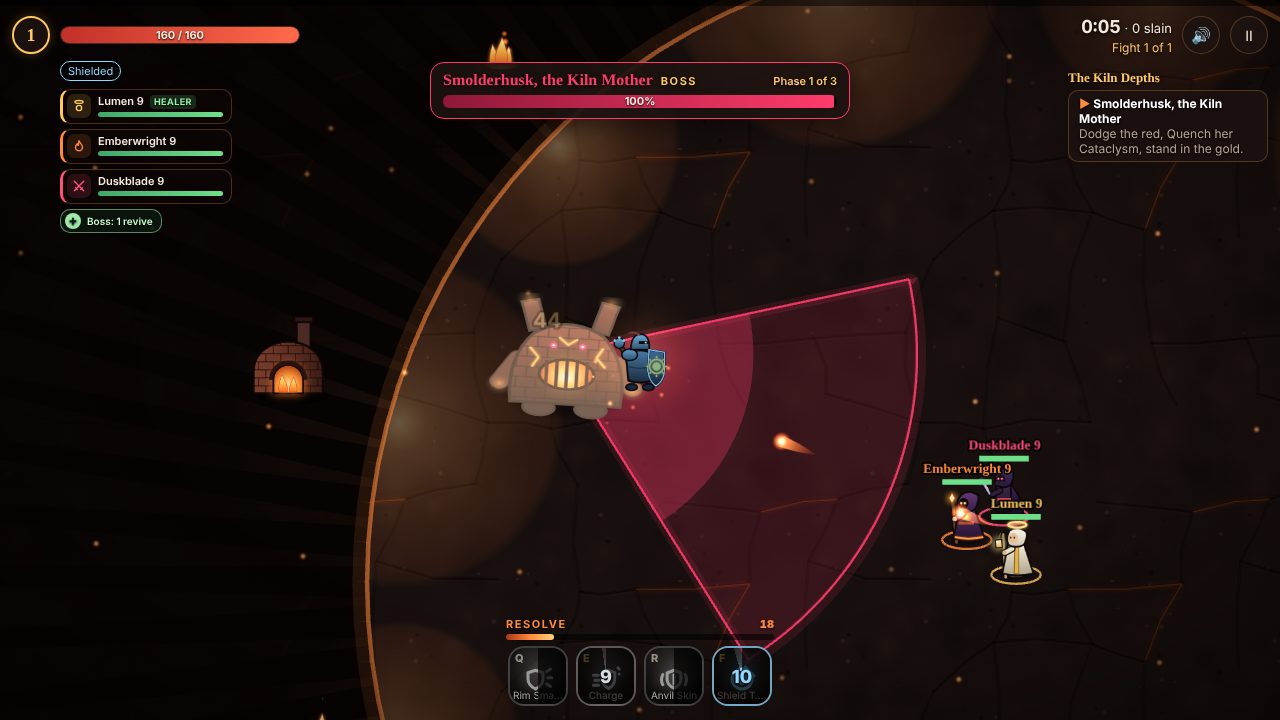 1
160 / 160
Shielded
Lumen 9 HEALER
Emberwright 9
Duskblade 9
Boss: 1 revive
Smolderhusk, the Kiln Mother BOSS Phase 1 of 3
100%
0:05 · 0 slain
Fight 1 of 1
The Kiln Depths
Smolderhusk, the Kiln
Mother
Dodge the red, Quench her
Cataclysm, stand in the gold.
44
Duskblade 9
Emberwright 9
Lumen 9
RESOLVE 18
Q E R F
9 10
Rim Sma... Charge Anvil Skin Shield T...